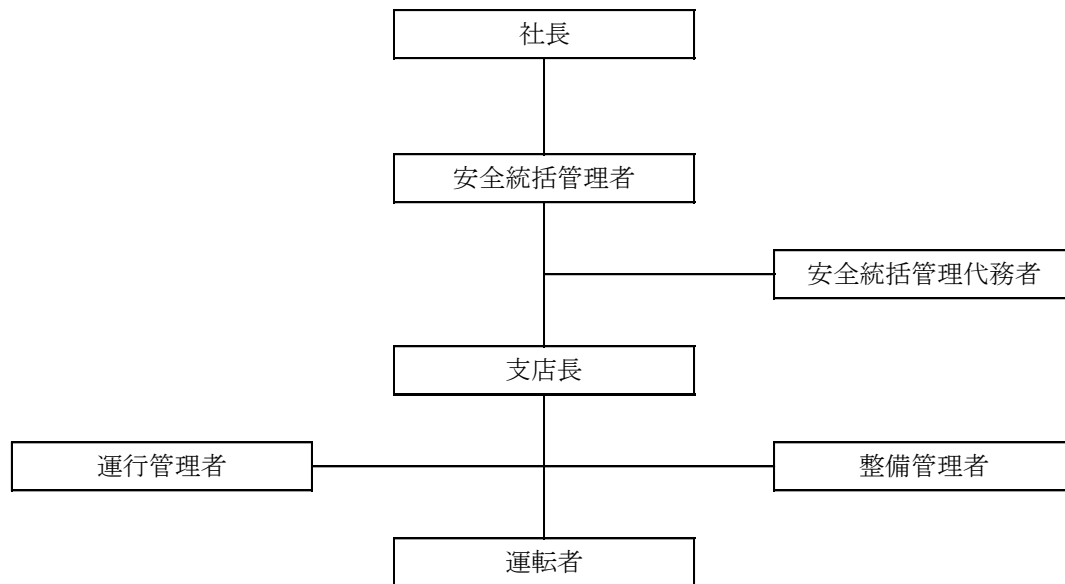 社長
安全統括管理者
安全統括管理代務者
支店長
運行管理者
整備管理者
運転者